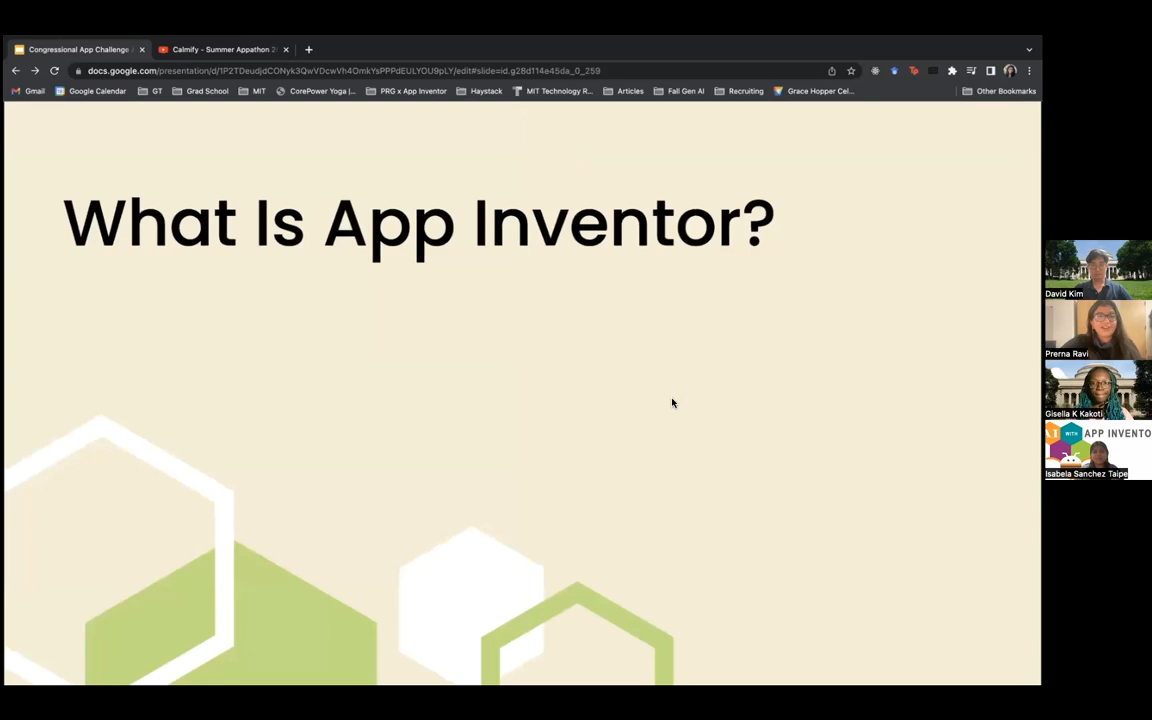 Congressional App Challenge
Calmify - Summer Appathon 2
docs.google.com/presentation/d/1P2TDeudjdCONyk3QwVDcwVh4OmkYsPPPdEULYOU9pLY/edit#slide=id.g28d114e45da_0_259
Gmail
Google Calendar
GT
Grad School
MIT
CorePower Yoga |...
PRG x App Inventor
Haystack
MIT Technology R...
Articles
Fall Gen AI
Recruiting
Grace Hopper Cel...
Other Bookmarks
What Is App Inventor?
David Kim
Prerna Ravi
Gisella K Kakoti
WITH APP INVENTO
Isabela Sanchez Taipe